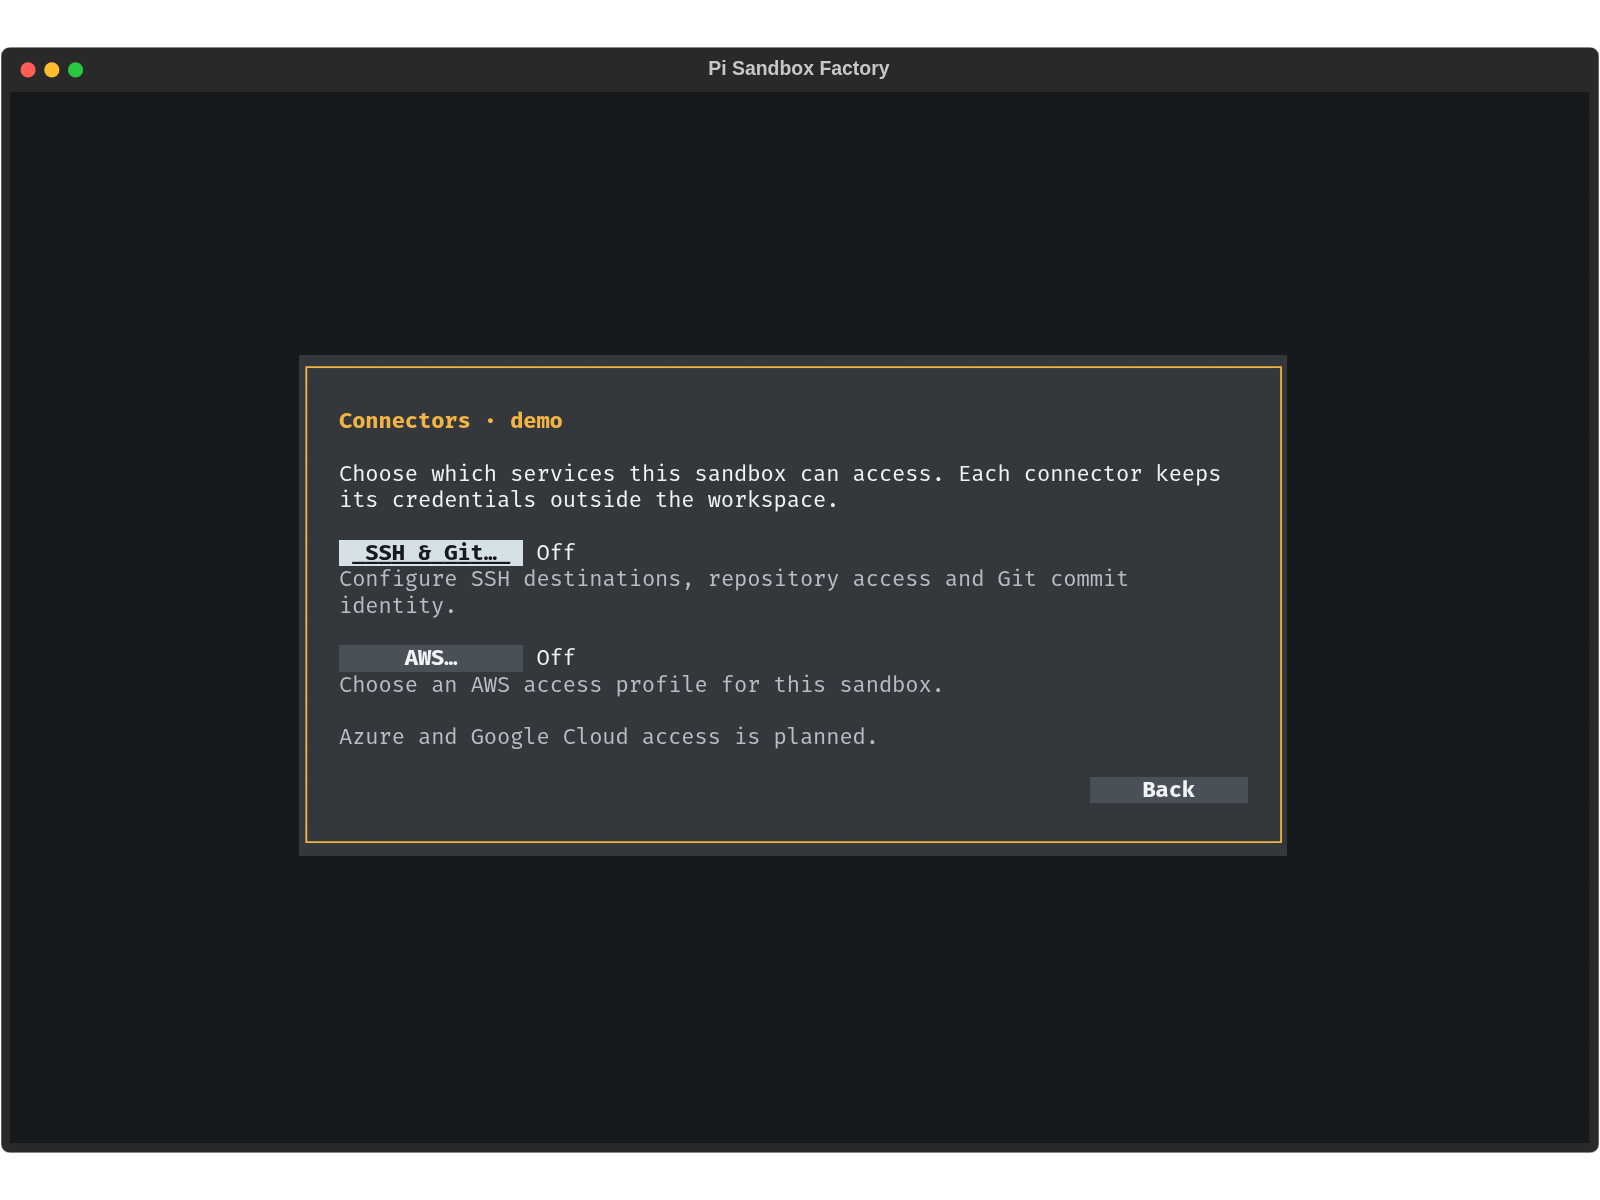 Pi Sandbox Factory
Connectors · demo
Choose which services this sandbox can access. Each connector keeps
its credentials outside the workspace.
SSH & Git… Off
Configure SSH destinations, repository access and Git commit
identity.
AWS… Off
Choose an AWS access profile for this sandbox.
Azure and Google Cloud access is planned.
Back